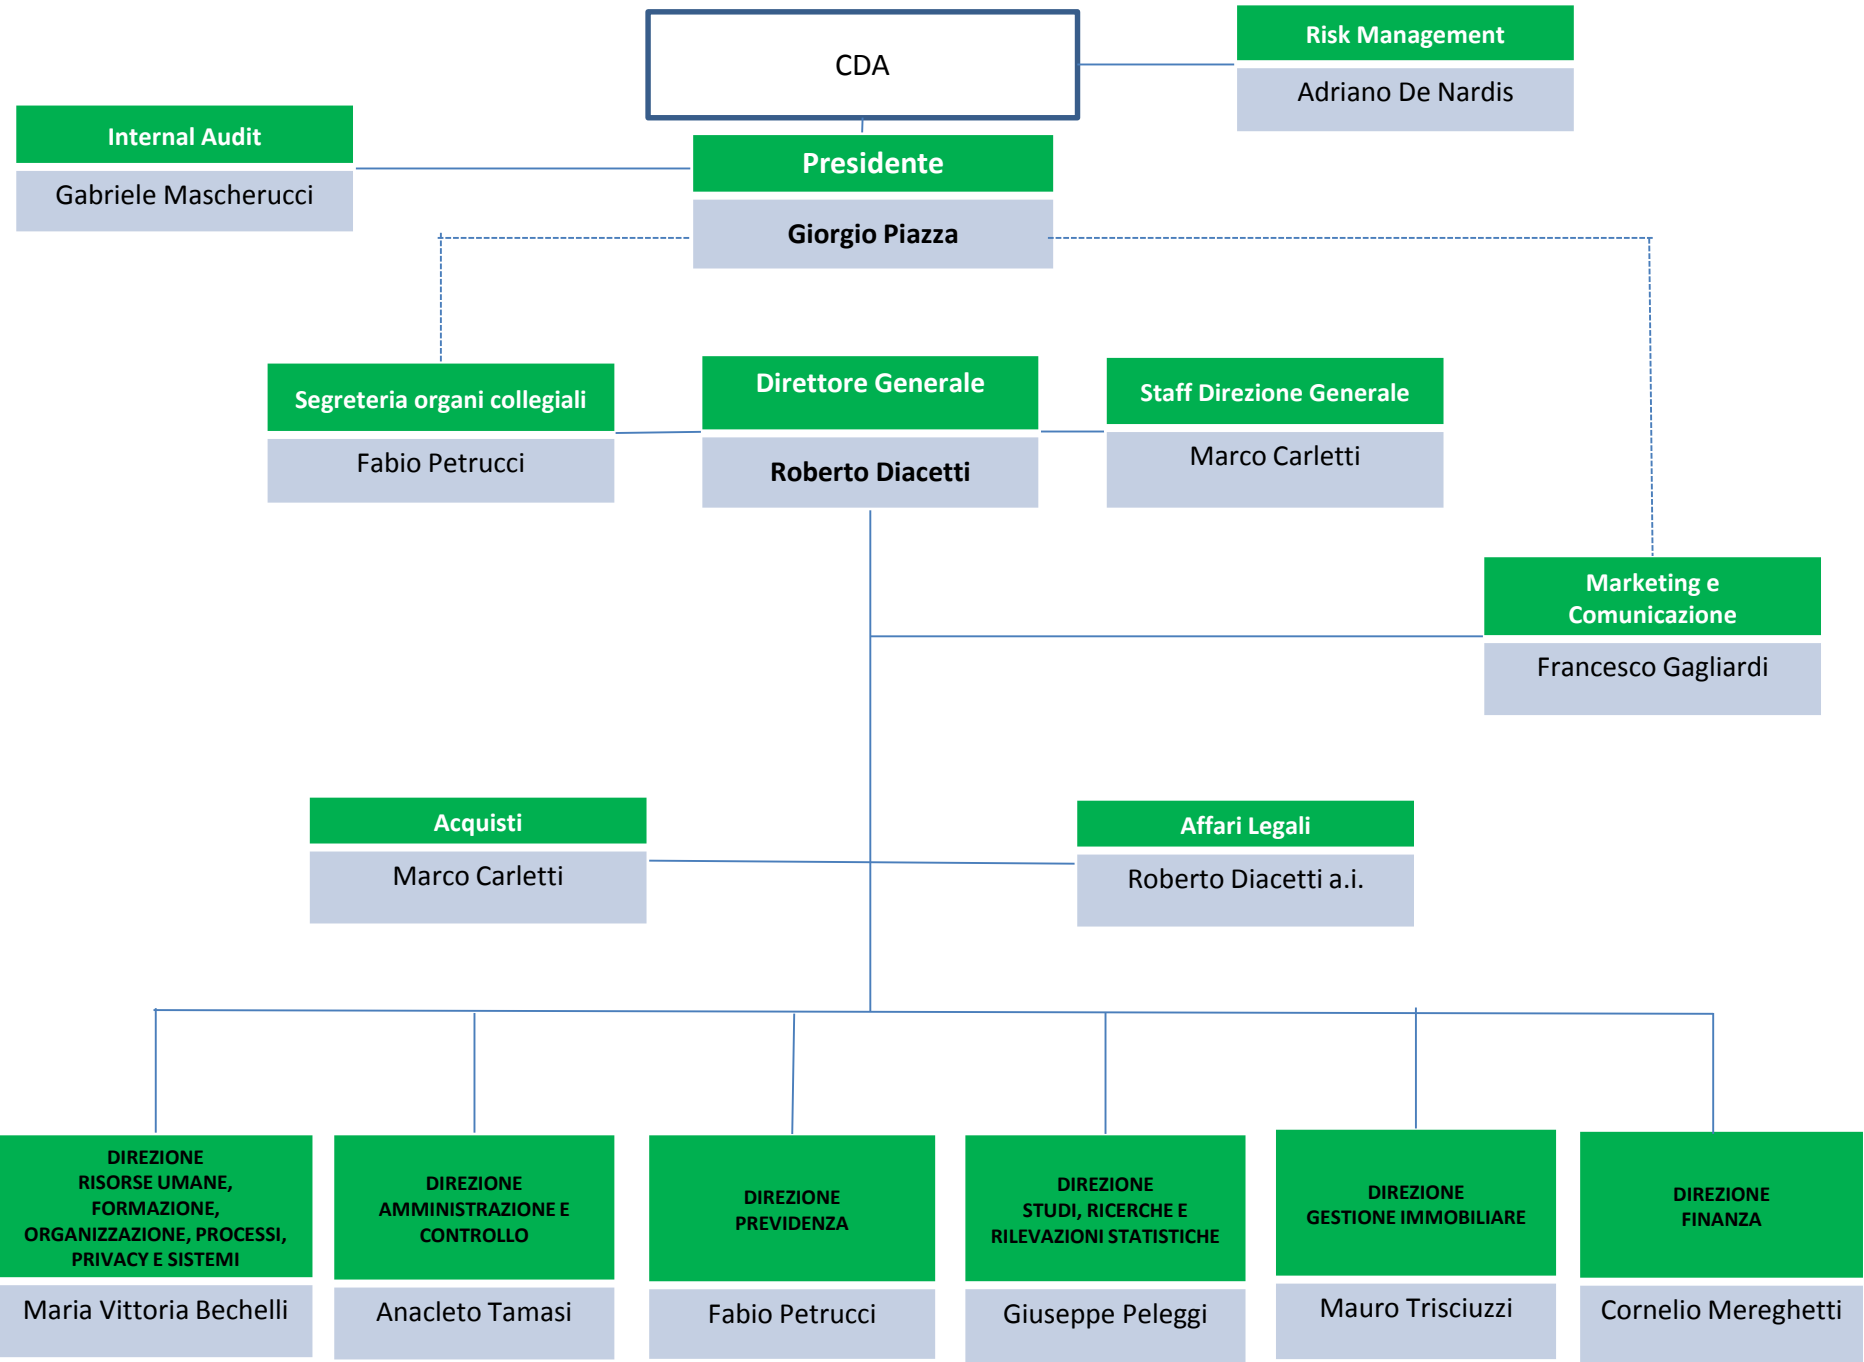 CDA
Risk Management
Adriano De Nardis
Internal Audit
Gabriele Mascherucci
Presidente
Giorgio Piazza
Segreteria organi collegiali
Fabio Petrucci
Direttore Generale
Roberto Diacetti
Staff Direzione Generale
Marco Carletti
Marketing e
Comunicazione
Francesco Gagliardi
Acquisti
Marco Carletti
Affari Legali
Roberto Diacetti a.i.
DIREZIONE
RISORSE UMANE,
FORMAZIONE,
ORGANIZZAZIONE, PROCESSI,
PRIVACY E SISTEMI
Maria Vittoria Bechelli
DIREZIONE
AMMINISTRAZIONE E
CONTROLLO
Anacleto Tamasi
DIREZIONE
PREVIDENZA
Fabio Petrucci
DIREZIONE
STUDI, RICERCHE E
RILEVAZIONI STATISTICHE
Giuseppe Peleggi
DIREZIONE
GESTIONE IMMOBILIARE
Mauro Trisciuzzi
DIREZIONE
FINANZA
Cornelio Mereghetti